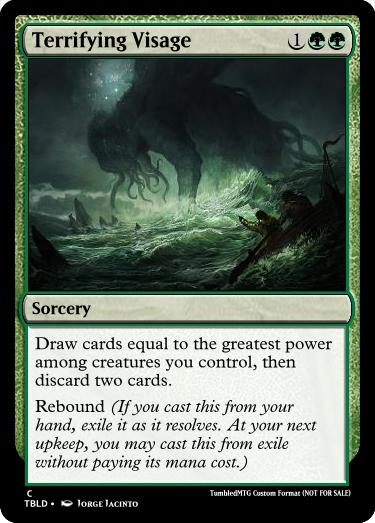 Terrifying Visage 1
Sorcery
Draw cards equal to the greatest power
among creatures you control, then
discard two cards.
Rebound (If you cast this from your
hand, exile it as it resolves. At your next
upkeep, you may cast this from exile
without paying its mana cost.)
C
TBLD • Jorge Jacinto
TumbledMTG Custom Format (NOT FOR SALE)